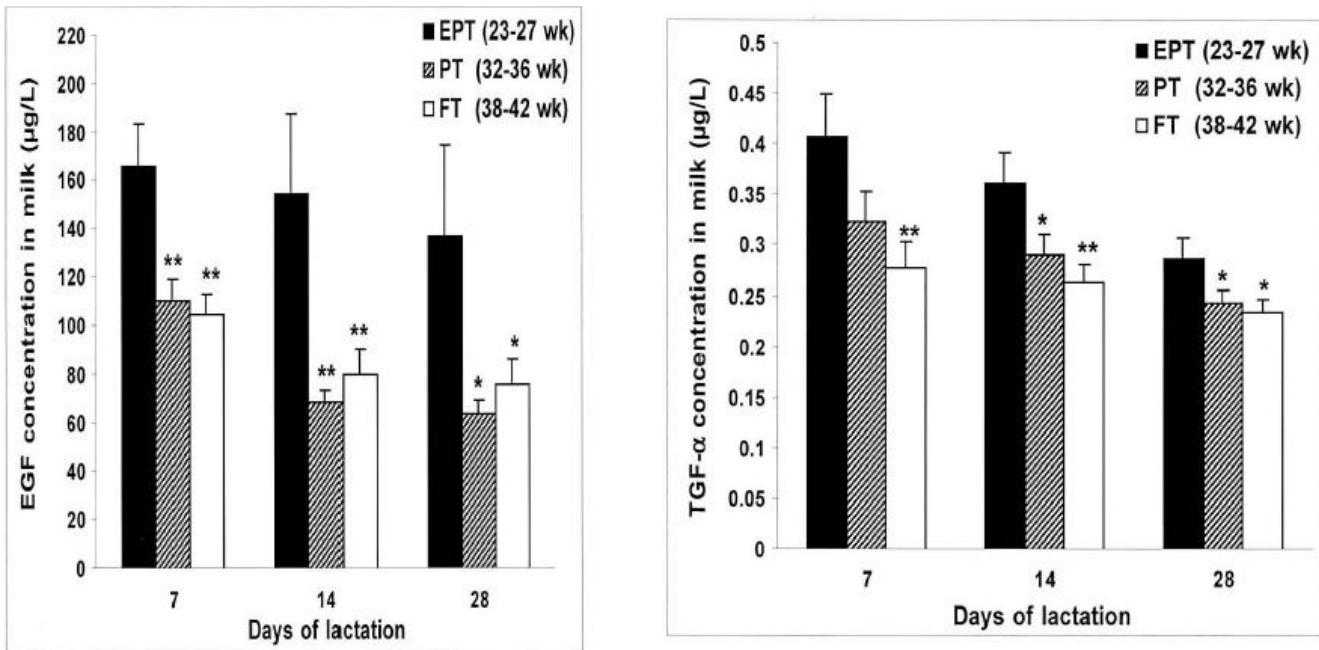 220
200
180
160
140
120
100
80
60
40
20
0
EGF concentration in milk (µg/L)
EPT (23-27 wk)
PT (32-36 wk)
FT (38-42 wk)
** **
** **
* *
7 14 28
Days of lactation
0.5
0.45
0.4
0.35
0.3
0.25
0.2
0.15
0.1
0.05
0
TGF-α concentration in milk (µg/L)
EPT (23-27 wk)
PT (32-36 wk)
FT (38-42 wk)
**
* **
* *
7 14 28
Days of lactation